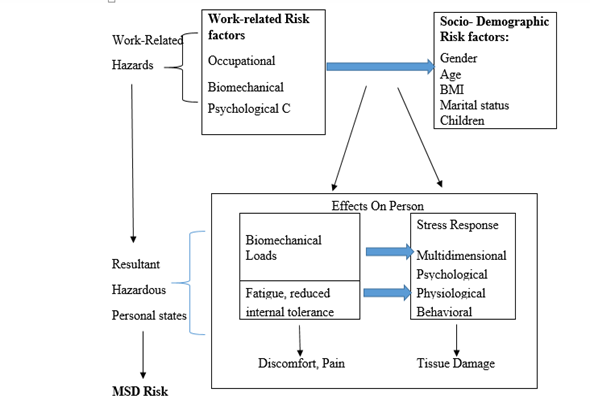 Work-related Risk
factors
Occupational
Biomechanical
Psychological C
Socio- Demographic
Risk factors:
Gender
Age
BMI
Marital status
Children
Work-Related
Hazards
Effects On Person
Biomechanical
Loads
Fatigue, reduced
internal tolerance
Stress Response
Multidimensional
Psychological
Physiological
Behavioral
Discomfort, Pain
Tissue Damage
Resultant
Hazardous
Personal states
MSD Risk